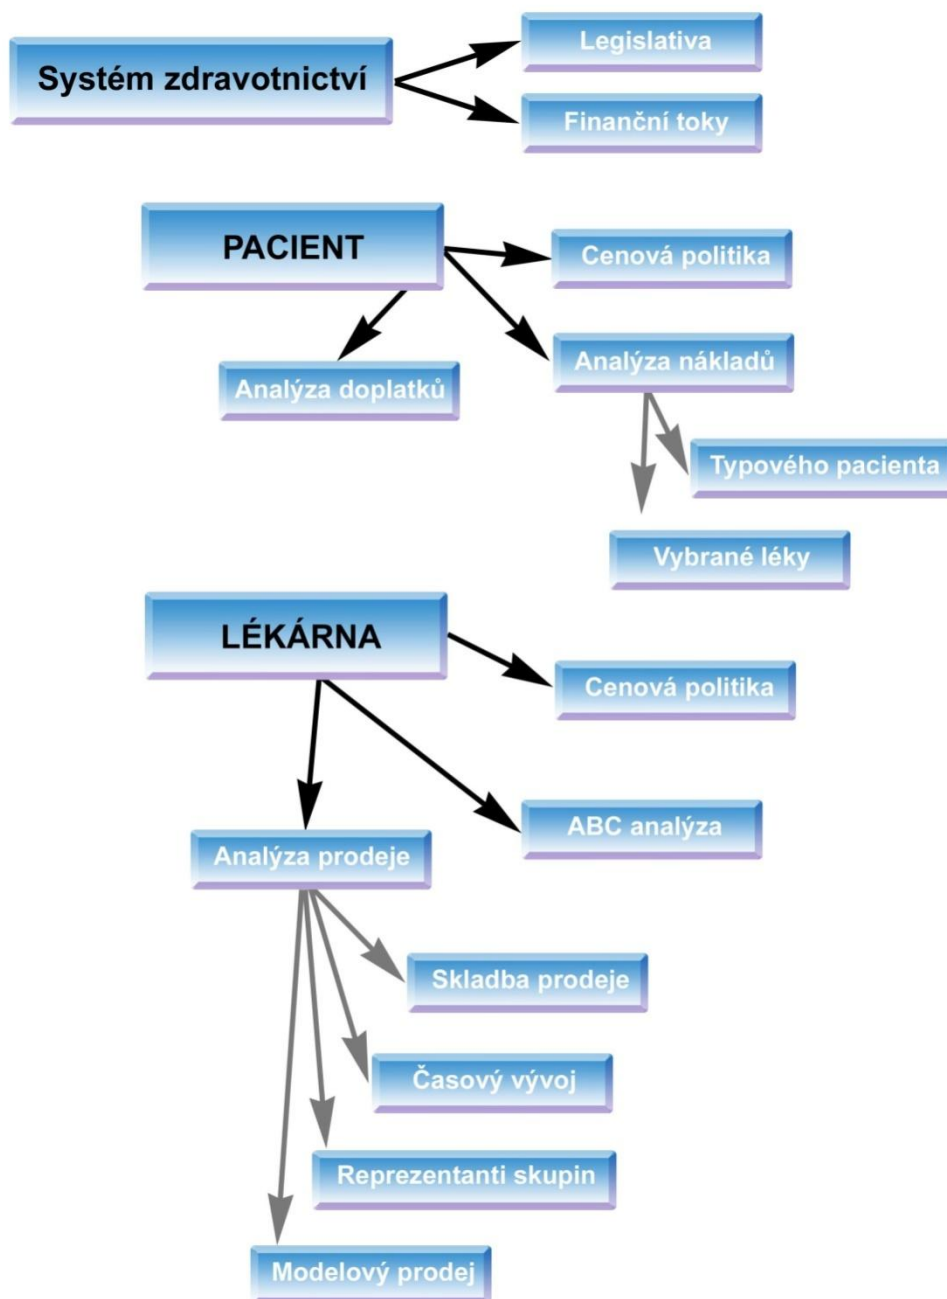 Legislativa
Systém zdravotnictví
Finanční toky
PACIENT
Cenová politika
Analýza nákladů
Analýza doplatků
Typového pacienta
Vybrané léky
LÉKÁRNA
Cenová politika
ABC analýza
Analýza prodeje
Skladba prodeje
Časový vývoj
Reprezentanti skupin
Modelový prodej